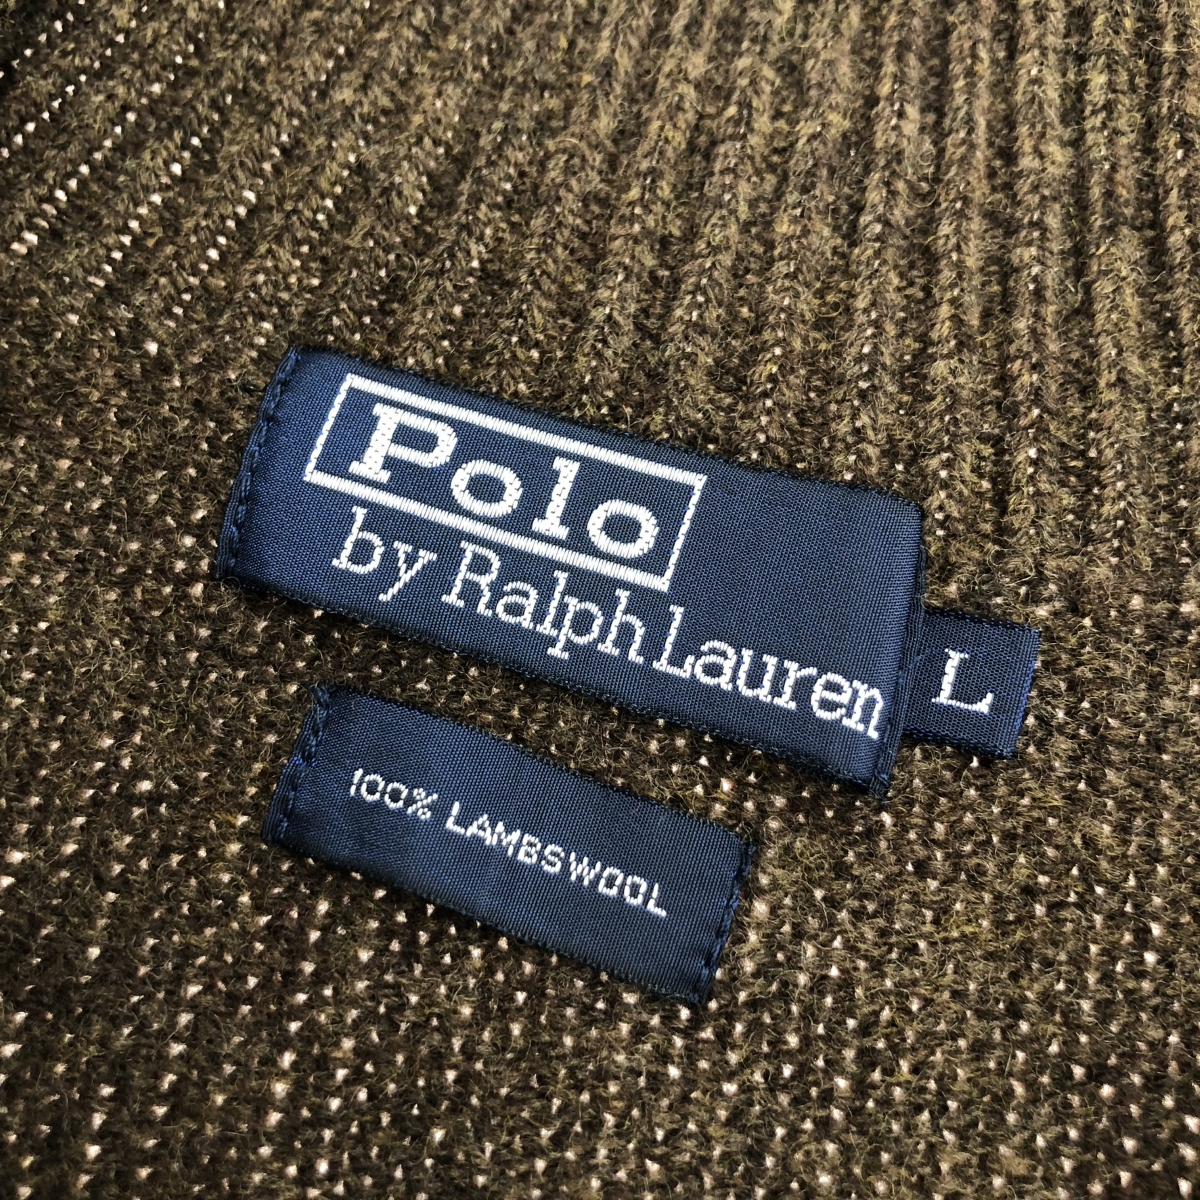 Polo
by Ralph Lauren
L
100% LAMBSWOOL